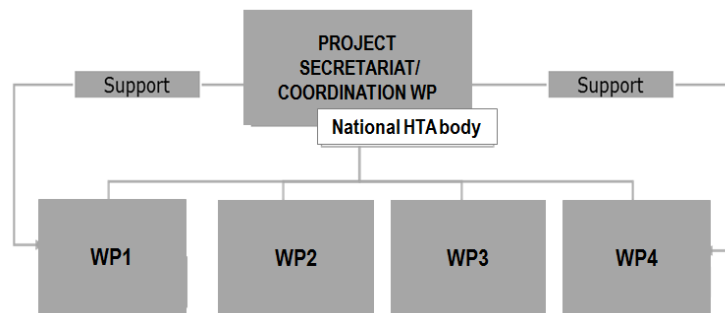 PROJECT
SECRETARIAT/
COORDINATION WP
Support
Support
National HTA body
WP1
WP2
WP3
WP4